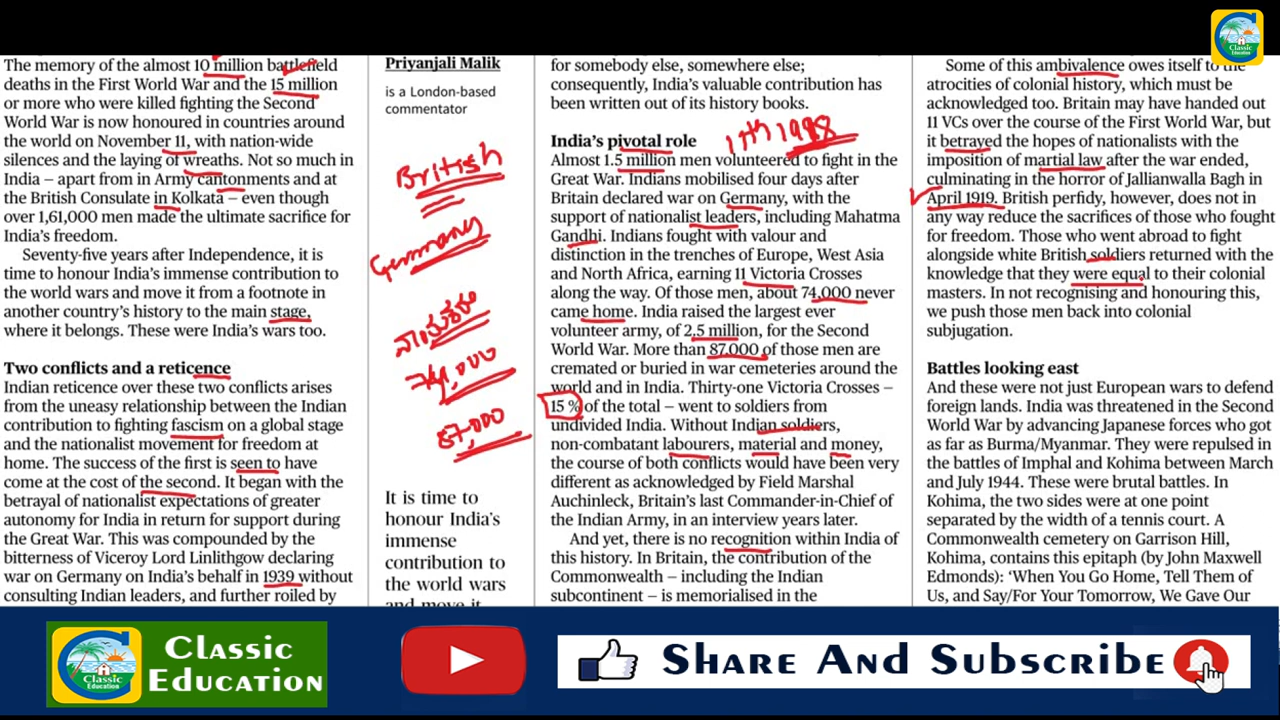 The memory of the almost 10 million battlefield
deaths in the First World War and the 15 million
or more who were killed fighting the Second
World War is now honoured in countries around
the world on November 11, with nation-wide
silences and the laying of wreaths. Not so much in
India – apart from in Army cantonments and at
the British Consulate in Kolkata – even though
over 1,61,000 men made the ultimate sacrifice for
India's freedom.
Seventy-five years after Independence, it is
time to honour India's immense contribution to
the world wars and move it from a footnote in
another country's history to the main stage,
where it belongs. These were India's wars too.
Two conflicts and a reticence
Indian reticence over these two conflicts arises
from the uneasy relationship between the Indian
contribution to fighting fascism on a global stage
and the nationalist movement for freedom at
home. The success of the first is seen to have
come at the cost of the second. It began with the
betrayal of nationalist expectations of greater
autonomy for India in return for support during
the Great War. This was compounded by the
bitterness of Viceroy Lord Linlithgow declaring
war on Germany on India's behalf in 1939 without
consulting Indian leaders, and further roiled by
Priyanjali Malik
is a London-based
commentator
British
Germany
74,000
87,000
It is time to
honour India's
immense
contribution to
the world wars
and move it
for somebody else, somewhere else;
consequently, India's valuable contribution has
been written out of its history books.
India's pivotal role
Almost 1.5 million men volunteered to fight in the
Great War. Indians mobilised four days after
Britain declared war on Germany, with the
support of nationalist leaders, including Mahatma
Gandhi. Indians fought with valour and
distinction in the trenches of Europe, West Asia
and North Africa, earning 11 Victoria Crosses
along the way. Of those men, about 74,000 never
came home. India raised the largest ever
volunteer army, of 2.5 million, for the Second
World War. More than 87,000 of those men are
cremated or buried in war cemeteries around the
world and in India. Thirty-one Victoria Crosses –
15 % of the total – went to soldiers from
undivided India. Without Indian soldiers,
non-combatant labourers, material and money,
the course of both conflicts would have been very
different as acknowledged by Field Marshal
Auchinleck, Britain's last Commander-in-Chief of
the Indian Army, in an interview years later.
And yet, there is no recognition within India of
this history. In Britain, the contribution of the
Commonwealth – including the Indian
subcontinent – is memorialised in the
Some of this ambivalence owes itself to the
atrocities of colonial history, which must be
acknowledged too. Britain may have handed out
11 VCs over the course of the First World War, but
it betrayed the hopes of nationalists with the
imposition of martial law after the war ended,
culminating in the horror of Jallianwalla Bagh in
April 1919. British perfidy, however, does not in
any way reduce the sacrifices of those who fought
for freedom. Those who went abroad to fight
alongside white British soldiers returned with the
knowledge that they were equal to their colonial
masters. In not recognising and honouring this,
we push those men back into colonial
subjugation.
Battles looking east
And these were not just European wars to defend
foreign lands. India was threatened in the Second
World War by advancing Japanese forces who got
as far as Burma/Myanmar. They were repulsed in
the battles of Imphal and Kohima between March
and July 1944. These were brutal battles. In
Kohima, the two sides were at one point
separated by the width of a tennis court. A
Commonwealth cemetery on Garrison Hill,
Kohima, contains this epitaph (by John Maxwell
Edmonds): 'When You Go Home, Tell Them of
Us, and Say/For Your Tomorrow, We Gave Our
Classic
Education
Classic
Education
Classic
Education
Share And Subscribe